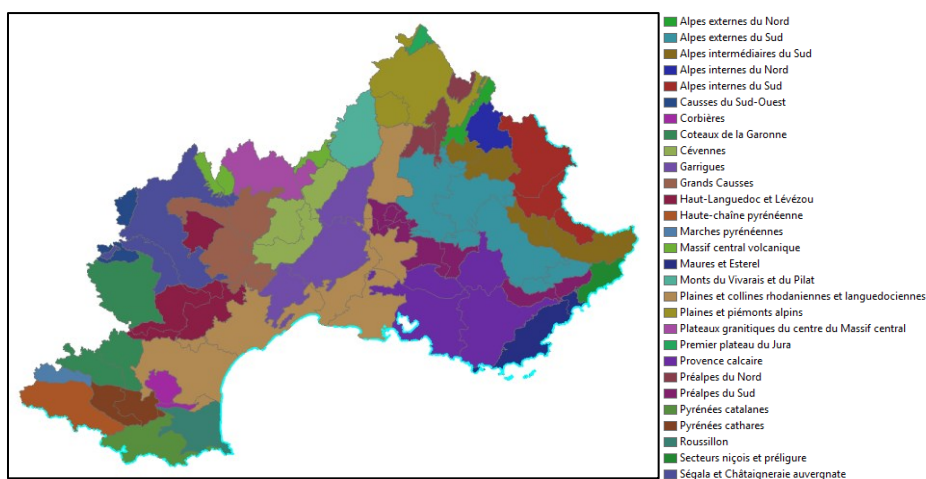 Alpes externes du Nord
Alpes externes du Sud
Alpes intermédiaires du Sud
Alpes internes du Nord
Alpes internes du Sud
Causses du Sud-Ouest
Corbières
Coteaux de la Garonne
Cévennes
Garrigues
Grands Causses
Haut-Languedoc et Lévézou
Haute-chaîne pyrénéenne
Marches pyrénéennes
Massif central volcanique
Maures et Esterel
Monts du Vivarais et du Pilat
Plaines et collines rhodaniennes et languedociennes
Plaines et piémonts alpins
Plateaux granitiques du centre du Massif central
Premier plateau du Jura
Provence calcaire
Préalpes du Nord
Préalpes du Sud
Pyrénées catalanes
Pyrénées cathares
Roussillon
Secteurs niçois et préligure
Ségala et Châtaigneraie auvergnate